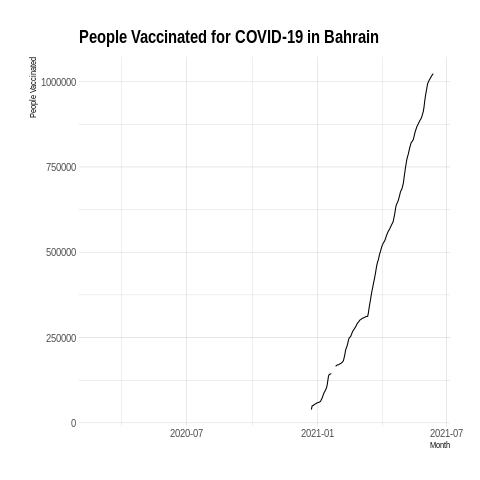 People Vaccinated for COVID-19 in Bahrain
People Vaccinated
1000000
750000
500000
250000
0
2020-07
2021-01
2021-07
Month